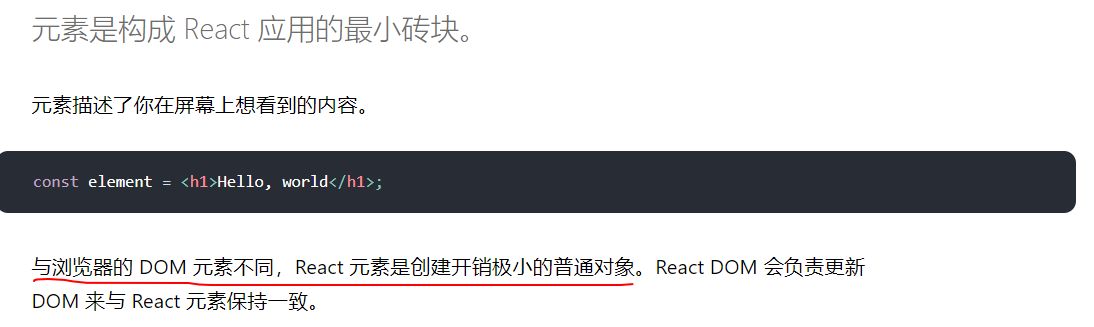 元素是构成 React 应用的最小砖块。
元素描述了你在屏幕上想看到的内容。
const element = <h1>Hello, world</h1>;
与浏览器的 DOM 元素不同，React 元素是创建开销极小的普通对象。React DOM 会负责更新
DOM 来与 React 元素保持一致。